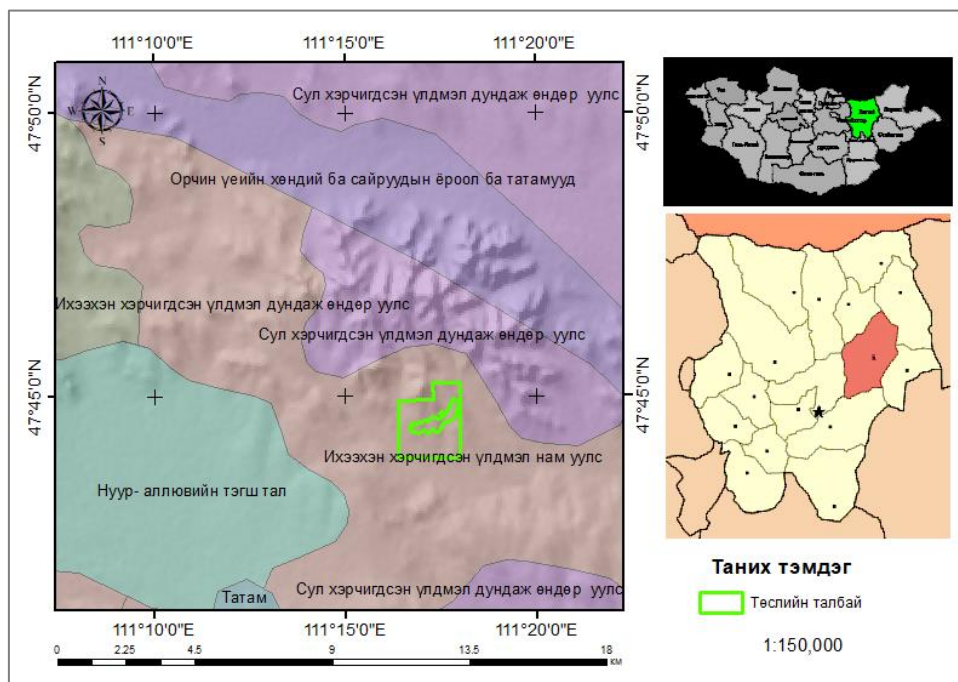 111°10'0"E 111°15'0"E 111°20'0"E
N
W E
S
47°50'0"N
47°50'0"N
Сул хэрчигдсэн үлдмэл дундаж өндөр уулс
Орчин үеийн хөндий ба сайруудын ёроол ба татамууд
Ихээхэн хэрчигдсэн үлдмэл дундаж өндөр уулс
Сул хэрчигдсэн үлдмэл дундаж өндөр уулс
47°45'0"N
47°45'0"N
Ихээхэн хэрчигдсэн үлдмэл нам уулс
Нуур- аллювийн тэгш тал
Сул хэрчигдсэн үлдмэл дундаж өндөр уулс
Татам
111°10'0"E 111°15'0"E 111°20'0"E
0 2.25 4.5 9 13.5 18
км
Таних тэмдэг
Төслийн талбай
1:150,000